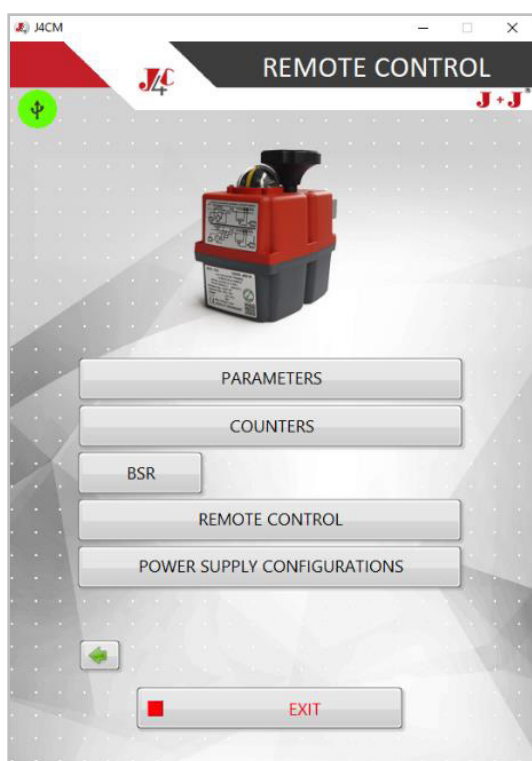 J4CM
REMOTE CONTROL
J4C
J+J®
PARAMETERS
COUNTERS
BSR
REMOTE CONTROL
POWER SUPPLY CONFIGURATIONS
EXIT